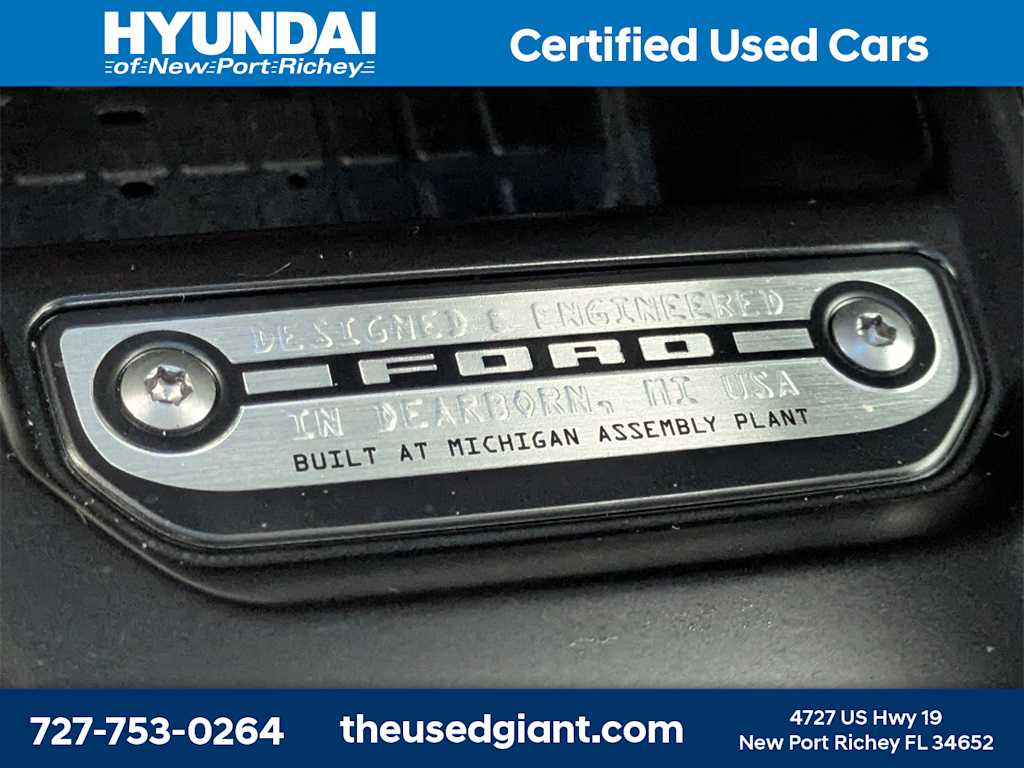 HYUNDAI
of New Port Richey
Certified Used Cars
DESIGNED & ENGINEERED
FORD
IN DEARBORN, MI USA
BUILT AT MICHIGAN ASSEMBLY PLANT
727-753-0264
theusedgiant.com
4727 US Hwy 19
New Port Richey FL 34652